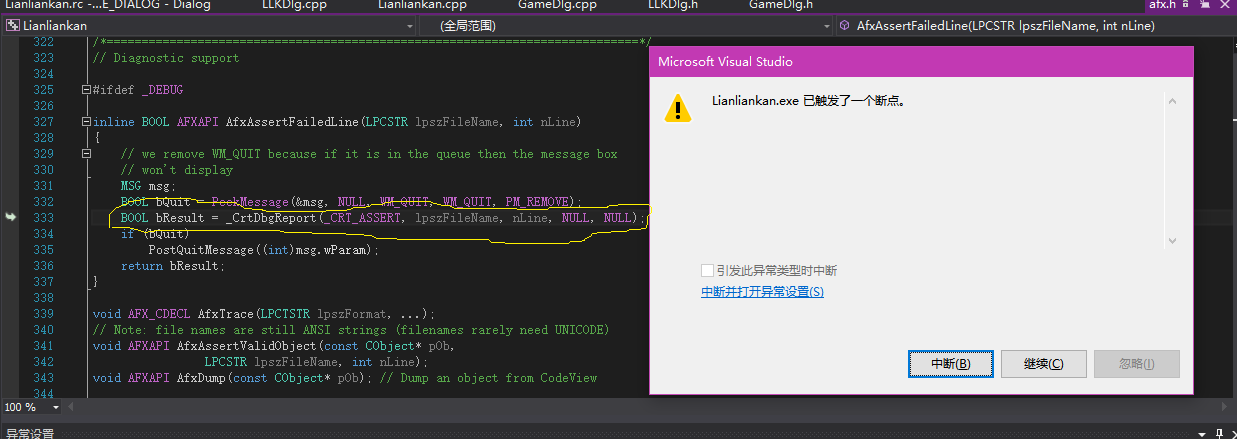 Lianliankan.rc - ...E_DIALOG - Dialog LLKDlg.cpp Lianliankan.cpp GameDlg.cpp LLKDlg.h GameDlg.h afx.h
Lianliankan (全局范围) AfxAssertFailedLine(LPCSTR lpszFileName, int nLine)
322 /*============================================================================*/
323 // Diagnostic support
324
325 #ifdef _DEBUG
326
327 inline BOOL AFXAPI AfxAssertFailedLine(LPCSTR lpszFileName, int nLine)
328 {
329 // we remove WM_QUIT because if it is in the queue then the message box
330 // won't display
331 MSG msg;
332 BOOL bQuit = PeekMessage(&msg, NULL, WM_QUIT, WM_QUIT, PM_REMOVE);
333 BOOL bResult = _CrtDbgReport(_CRT_ASSERT, lpszFileName, nLine, NULL, NULL);
334 if (bQuit)
335 PostQuitMessage((int)msg.wParam);
336 return bResult;
337 }
338
339 void AFX_CDECL AfxTrace(LPCTSTR lpszFormat, ...);
340 // Note: file names are still ANSI strings (filenames rarely need UNICODE)
341 void AFXAPI AfxAssertValidObject(const CObject* pOb,
342 LPCSTR lpszFileName, int nLine);
343 void AFXAPI AfxDump(const CObject* pOb); // Dump an object from CodeView
344
100 %
异常设置
Microsoft Visual Studio
Lianliankan.exe 已触发了一个断点。
引发此异常类型时中断
中断并打开异常设置(S)
中断(B) 继续(C) 忽略(I)